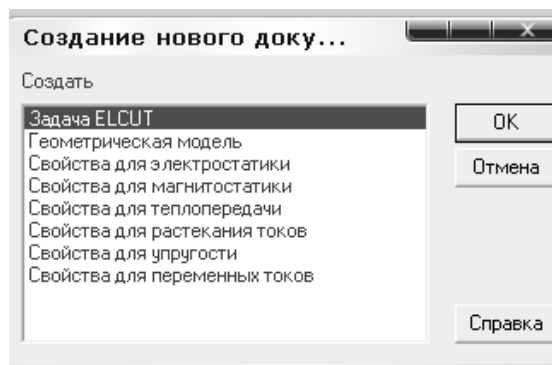 Создание нового доку...
Создать
Задача ELCUT
Геометрическая модель
Свойства для электростатики
Свойства для магнитостатики
Свойства для теплопередачи
Свойства для растекания токов
Свойства для упругости
Свойства для переменных токов
OK
Отмена
Справка